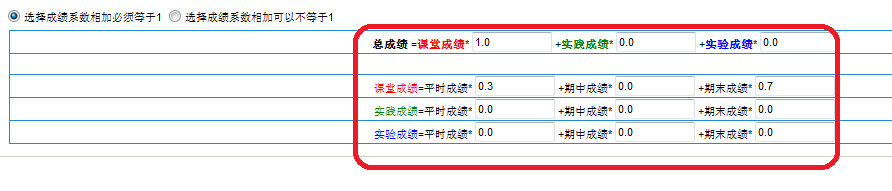 选择成绩系数相加必须等于1 选择成绩系数相加可以不等于1
总成绩 =课堂成绩* 1.0 +实践成绩* 0.0 +实验成绩* 0.0
课堂成绩=平时成绩* 0.3 +期中成绩* 0.0 +期末成绩* 0.7
实践成绩=平时成绩* 0.0 +期中成绩* 0.0 +期末成绩* 0.0
实验成绩=平时成绩* 0.0 +期中成绩* 0.0 +期末成绩* 0.0